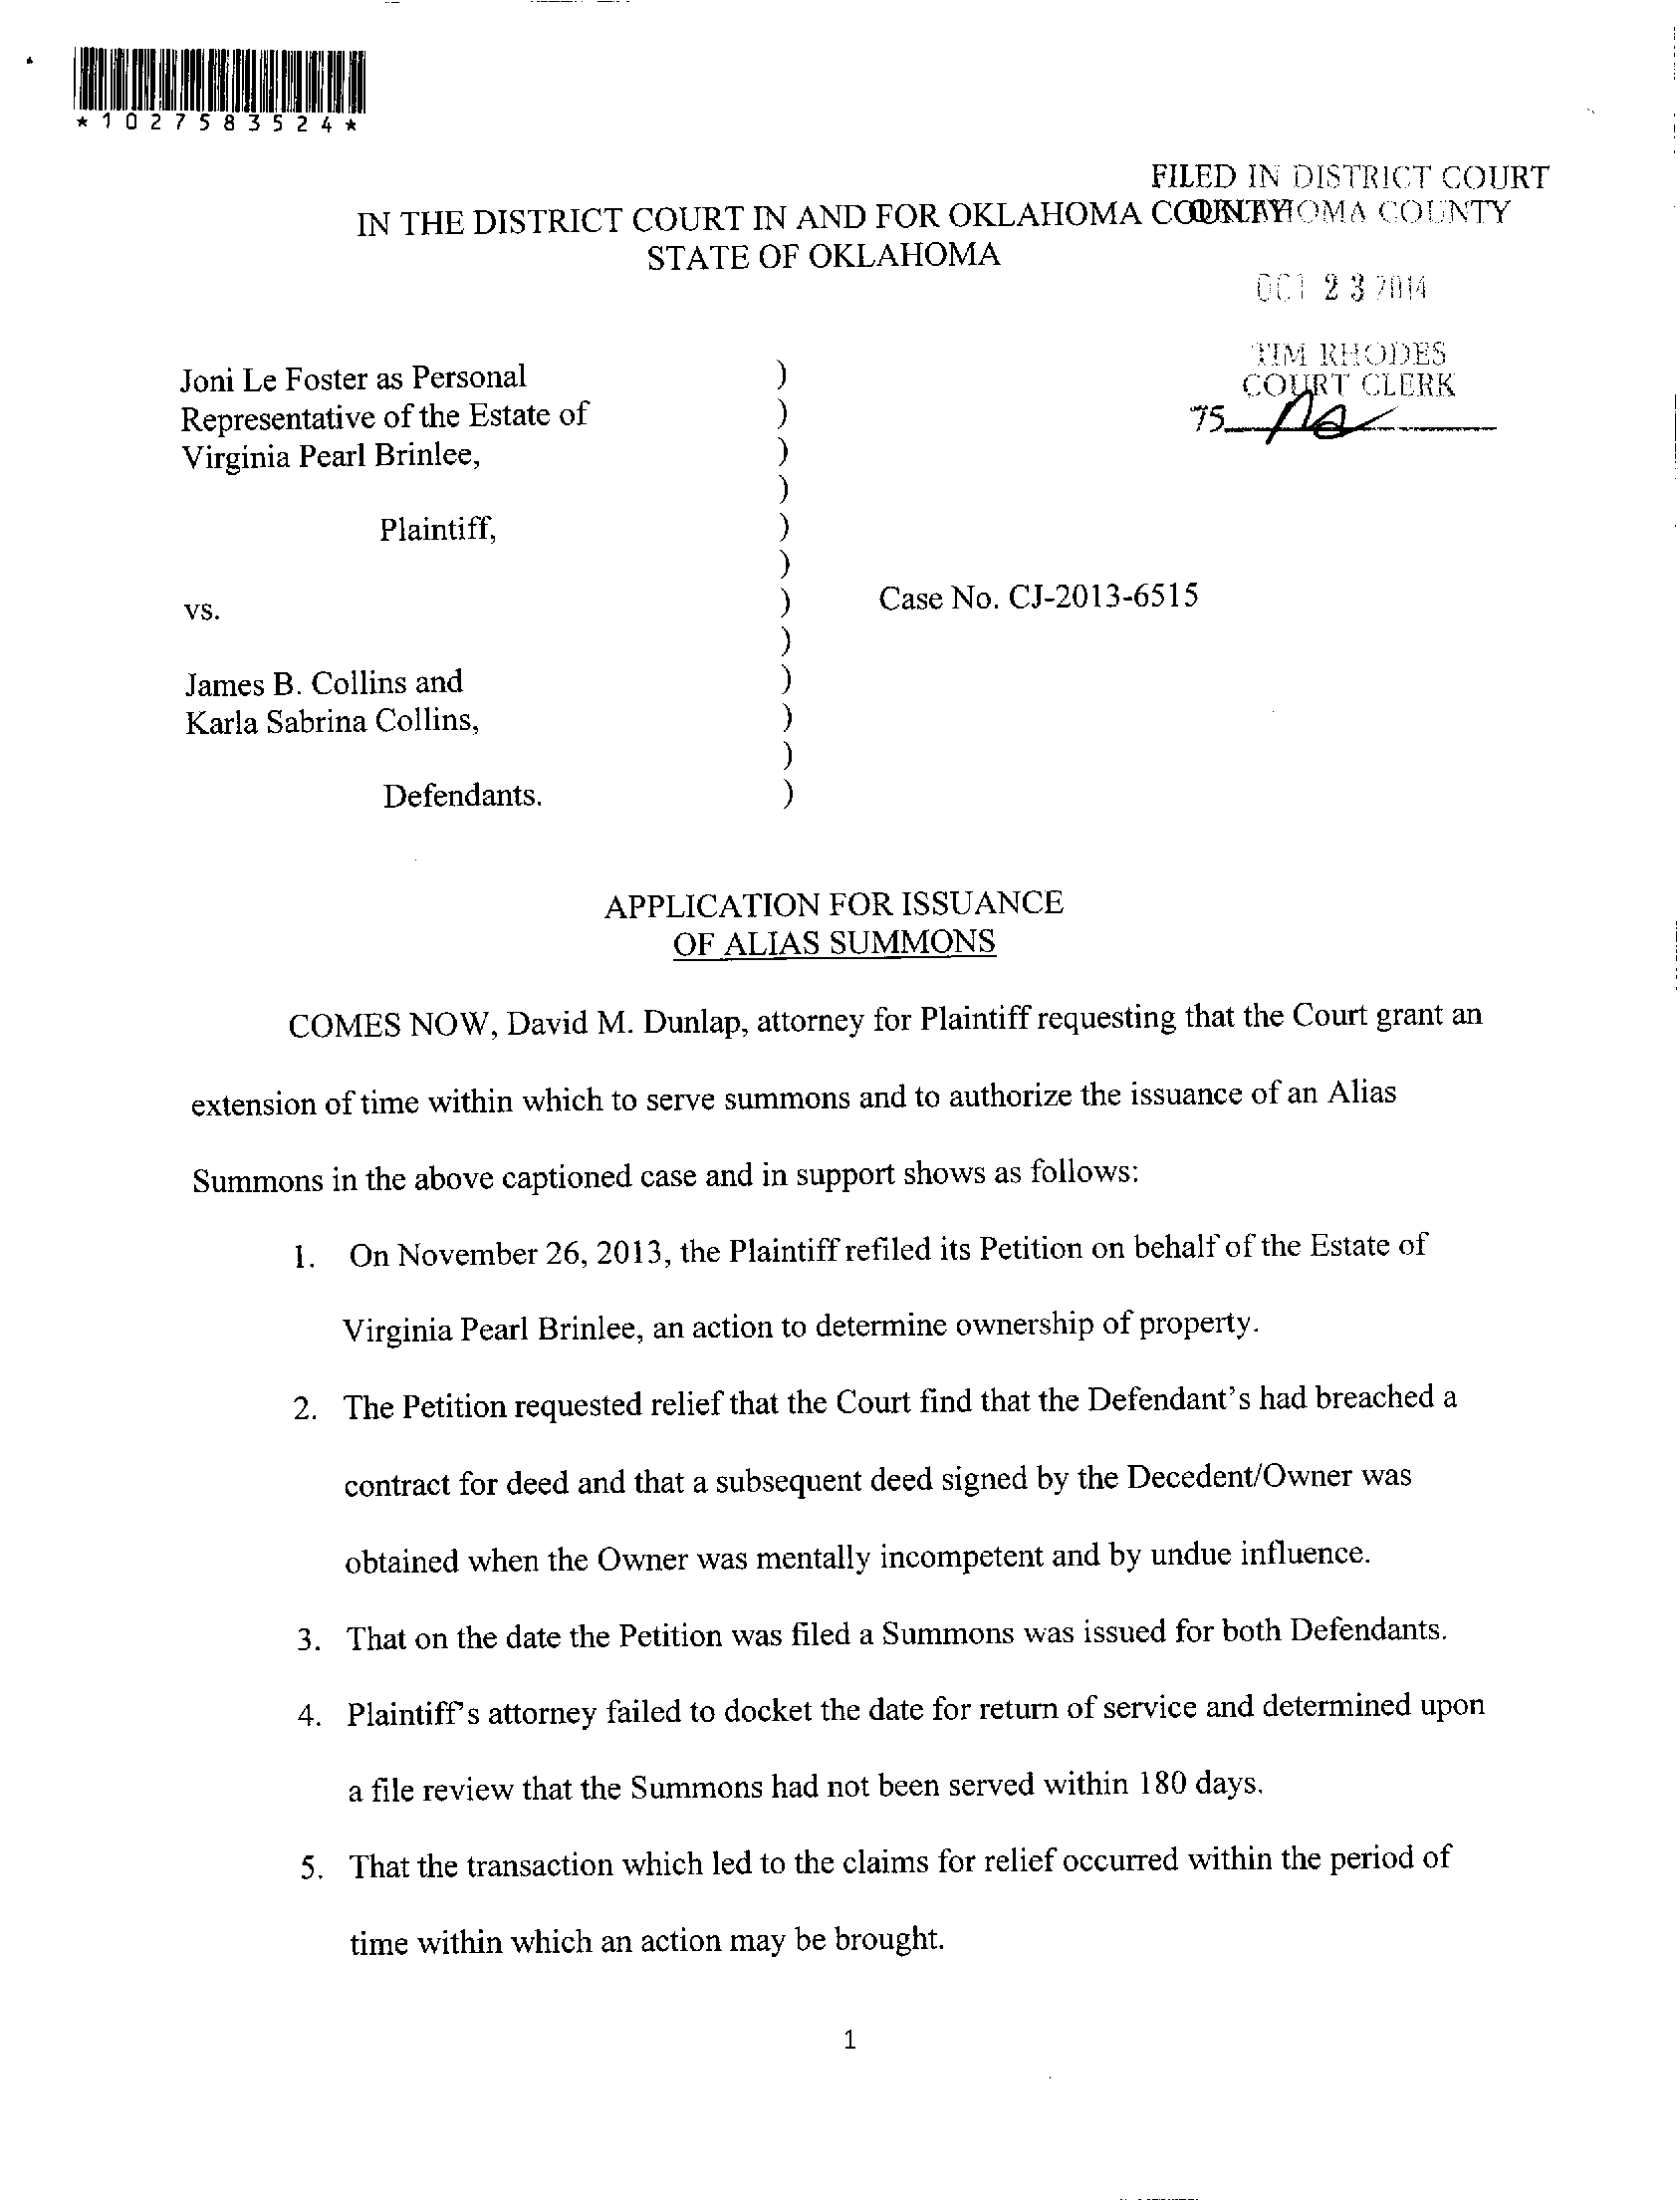 *1027583524*
FILED IN DISTRICT COURT
OKLAHOMA COUNTY
IN THE DISTRICT COURT IN AND FOR OKLAHOMA COUNTY
STATE OF OKLAHOMA
OCT 23 2014
TIM RHODES
COURT CLERK
75
Joni Le Foster as Personal )
Representative of the Estate of )
Virginia Pearl Brinlee, )
)
Plaintiff, )
)
vs. ) Case No. CJ-2013-6515
)
James B. Collins and )
Karla Sabrina Collins, )
)
Defendants. )
APPLICATION FOR ISSUANCE
OF ALIAS SUMMONS
COMES NOW, David M. Dunlap, attorney for Plaintiff requesting that the Court grant an
extension of time within which to serve summons and to authorize the issuance of an Alias
Summons in the above captioned case and in support shows as follows:
1. On November 26, 2013, the Plaintiff refiled its Petition on behalf of the Estate of
Virginia Pearl Brinlee, an action to determine ownership of property.
2. The Petition requested relief that the Court find that the Defendant's had breached a
contract for deed and that a subsequent deed signed by the Decedent/Owner was
obtained when the Owner was mentally incompetent and by undue influence.
3. That on the date the Petition was filed a Summons was issued for both Defendants.
4. Plaintiff's attorney failed to docket the date for return of service and determined upon
a file review that the Summons had not been served within 180 days.
5. That the transaction which led to the claims for relief occurred within the period of
time within which an action may be brought.
1